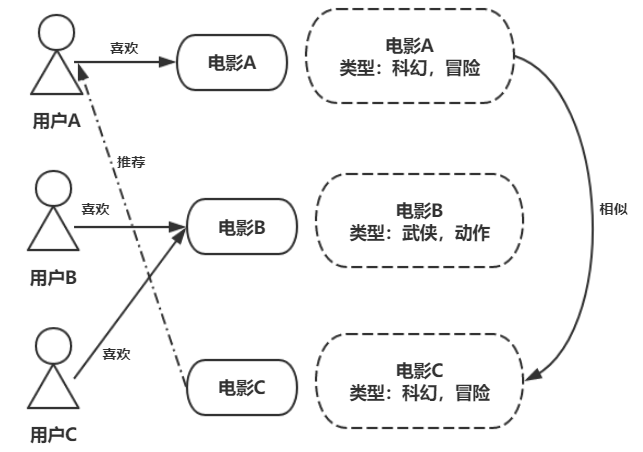 喜欢
电影A
电影A
类型：科幻，冒险
用户A
推荐
相似
喜欢
电影B
电影B
类型：武侠，动作
用户B
喜欢
电影C
电影C
类型：科幻，冒险
用户C